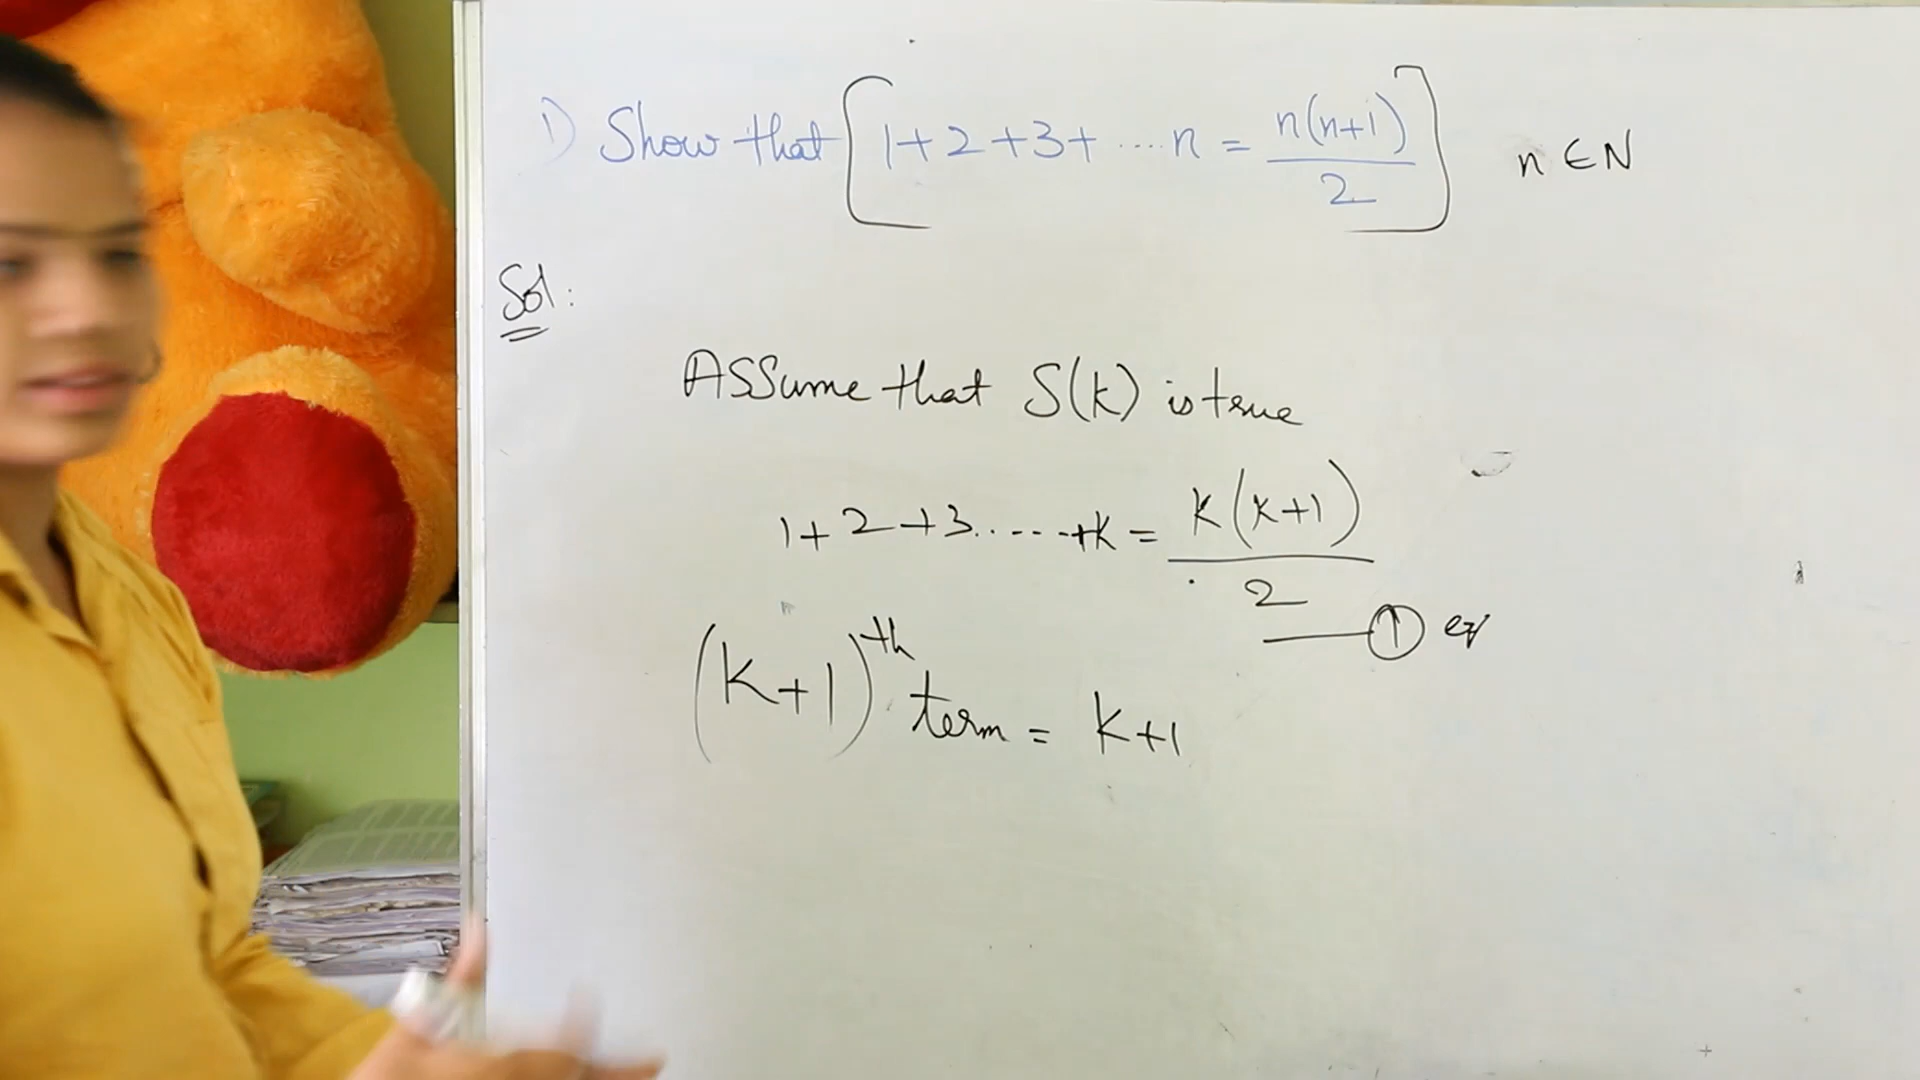 1) Show that [1+2+3+ .....n = n(n+1)/2] n ∈ N
Sol:
Assume that S(k) is true
1+2+3......+k = k(k+1)/2
—— ① eq
(k+1)^th term = k+1